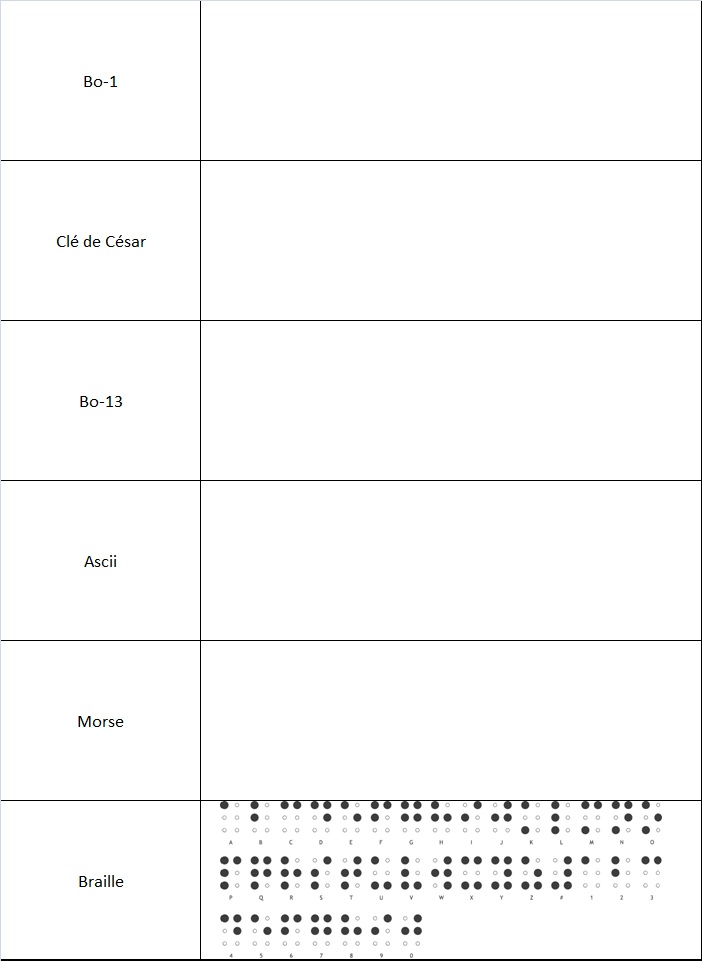 Bo-1
Clé de César
Bo-13
Ascii
Morse
Braille
A B C D E F G H I J K L M N O
P Q R S T U V W X Y Z # 1 2 3
4 5 6 7 8 9 0